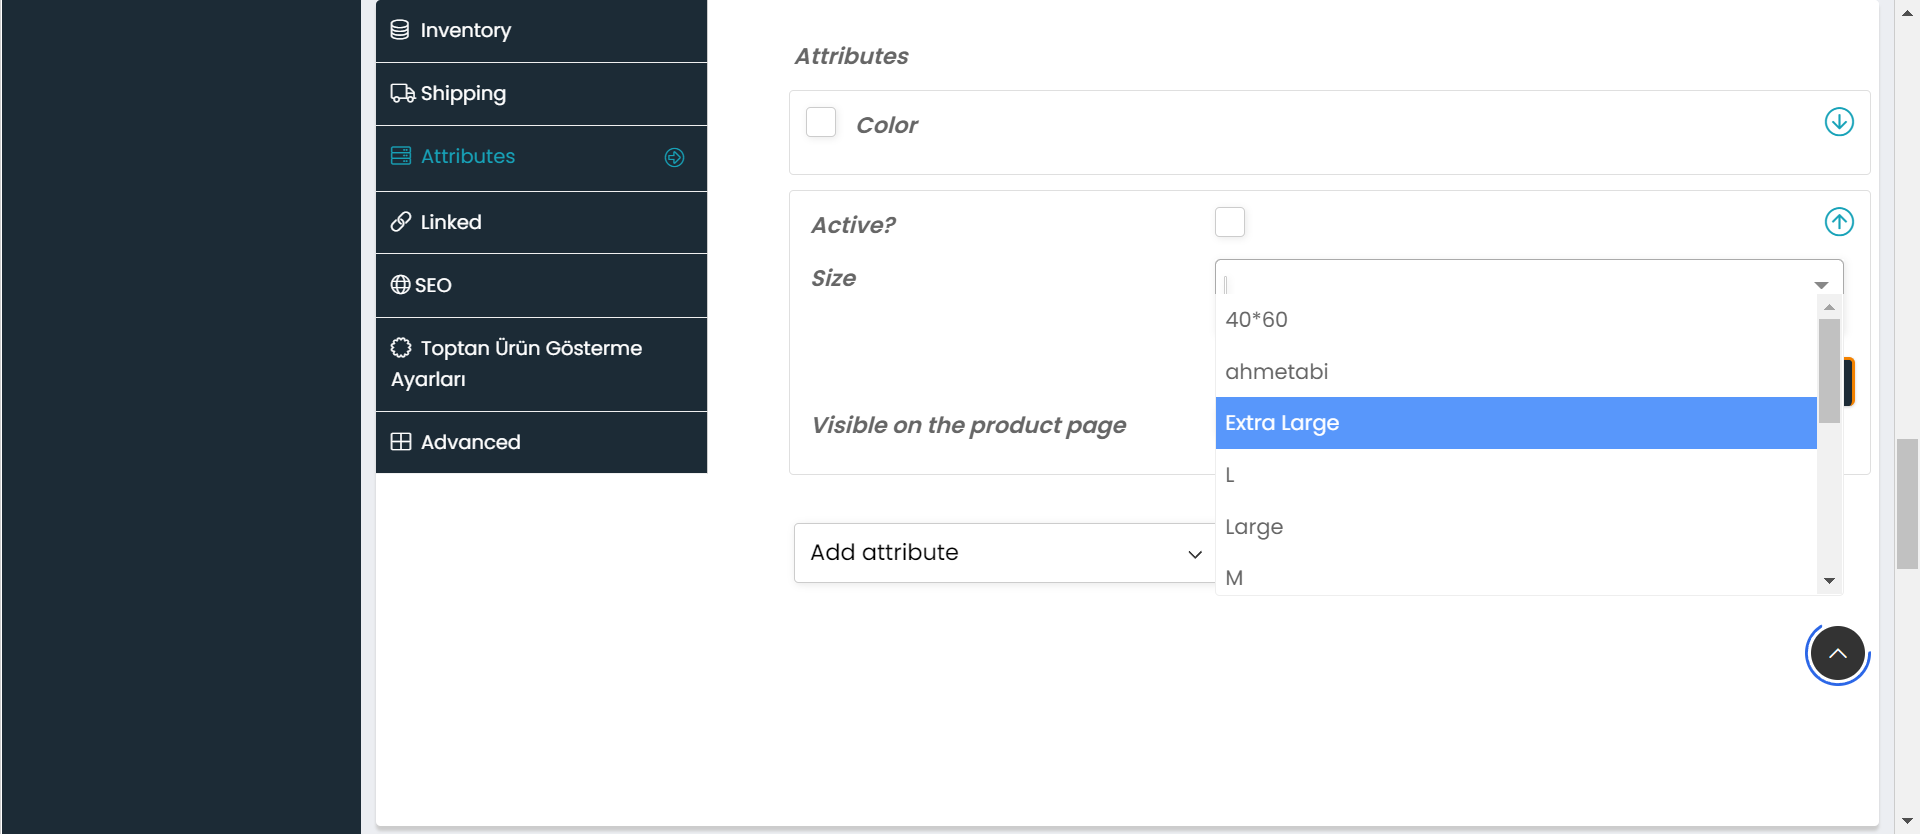 Inventory
Shipping
Attributes
Linked
SEO
Toptan Ürün Gösterme
Ayarları
Advanced
Attributes
Color
Active?
Size
40*60
ahmetabi
Extra Large
L
Large
M
Visible on the product page
Add attribute